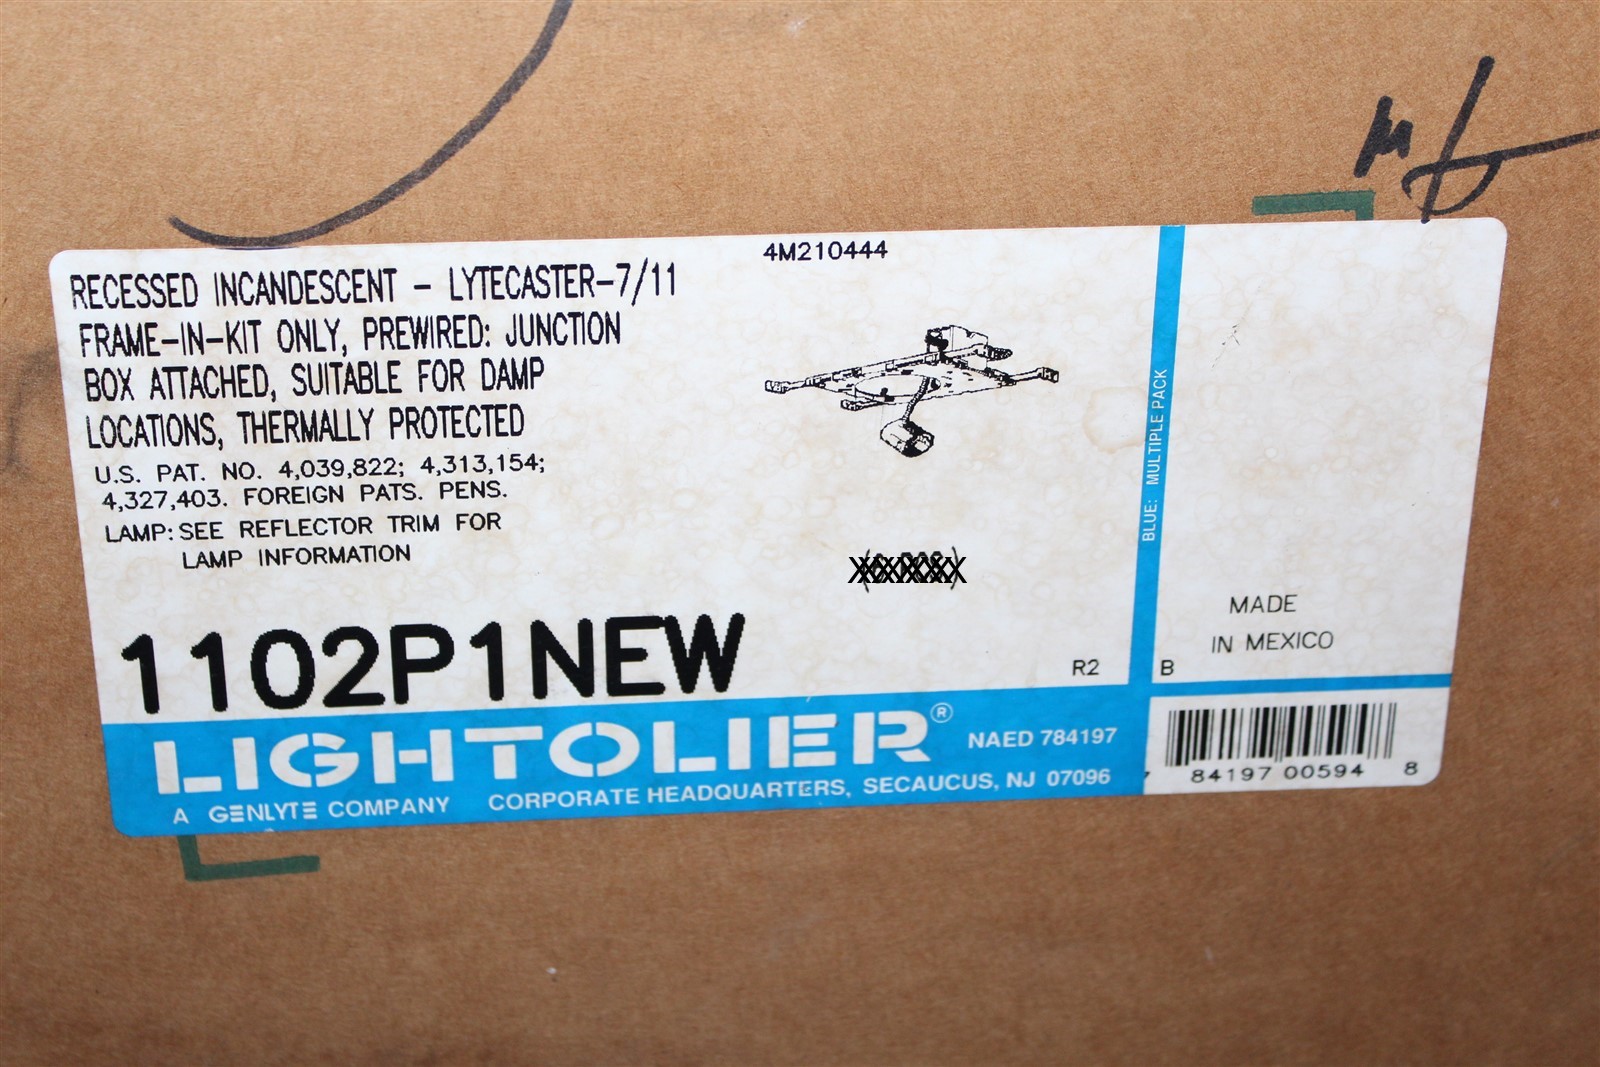 4M210444
RECESSED INCANDESCENT - LYTECASTER-7/11
FRAME-IN-KIT ONLY, PREWIRED: JUNCTION
BOX ATTACHED, SUITABLE FOR DAMP
LOCATIONS, THERMALLY PROTECTED
U.S. PAT. NO. 4,039,822; 4,313,154;
4,327,403. FOREIGN PATS. PENS.
LAMP: SEE REFLECTOR TRIM FOR
LAMP INFORMATION
1102P1NEW
R2
BLUE: MULTIPLE PACK
B
MADE
IN MEXICO
LIGHTOLIER®
NAED 784197
A GENLYTE COMPANY CORPORATE HEADQUARTERS, SECAUCUS, NJ 07096
7 84197 00594 8